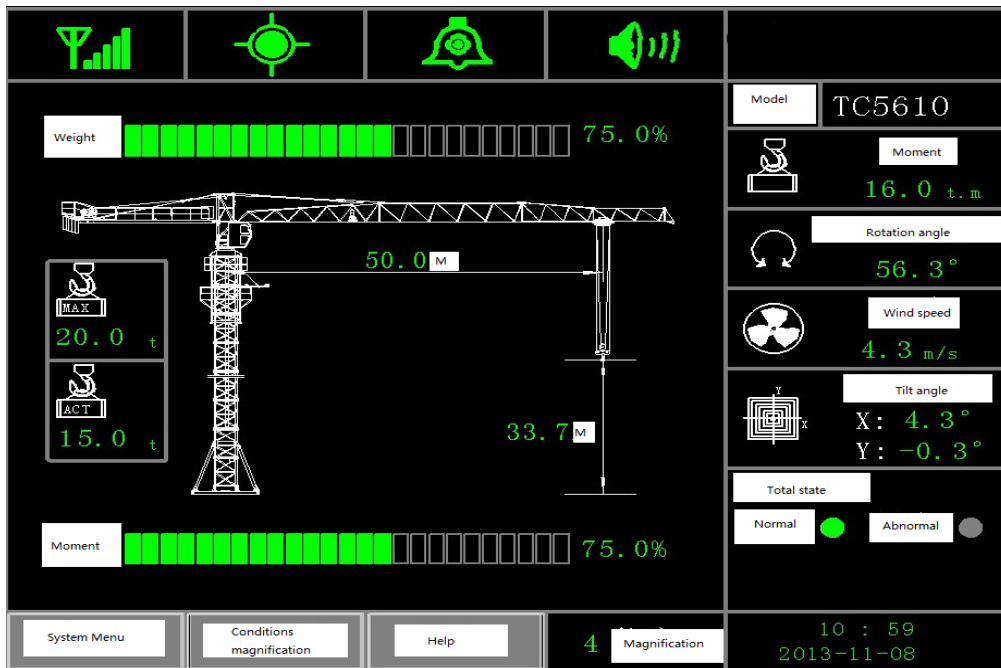 Model
TC5610
Weight
75.0%
Moment
16.0 t.m
Rotation angle
56.3°
50.0 M
Wind speed
4.3 m/s
MAX
20.0 t
ACT
15.0 t
33.7 M
Tilt angle
Y
X
X: 4.3°
Y: -0.3°
Total state
Normal
Abnormal
Moment
75.0%
System Menu
Conditions
magnification
Help
4 Magnification
10 : 59
2013-11-08